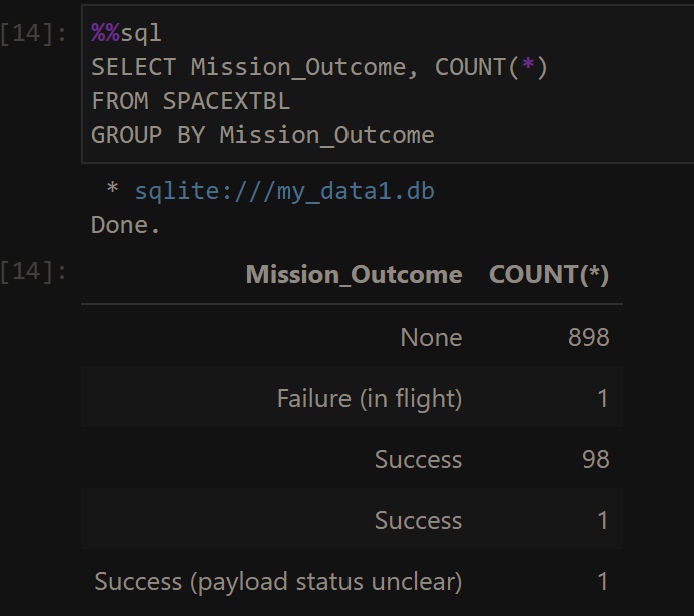 [14]: %%sql
SELECT Mission_Outcome, COUNT(*)
FROM SPACEXTBL
GROUP BY Mission_Outcome
* sqlite:///my_data1.db
Done.
[14]: Mission_Outcome COUNT(*)
None 898
Failure (in flight) 1
Success 98
Success 1
Success (payload status unclear) 1